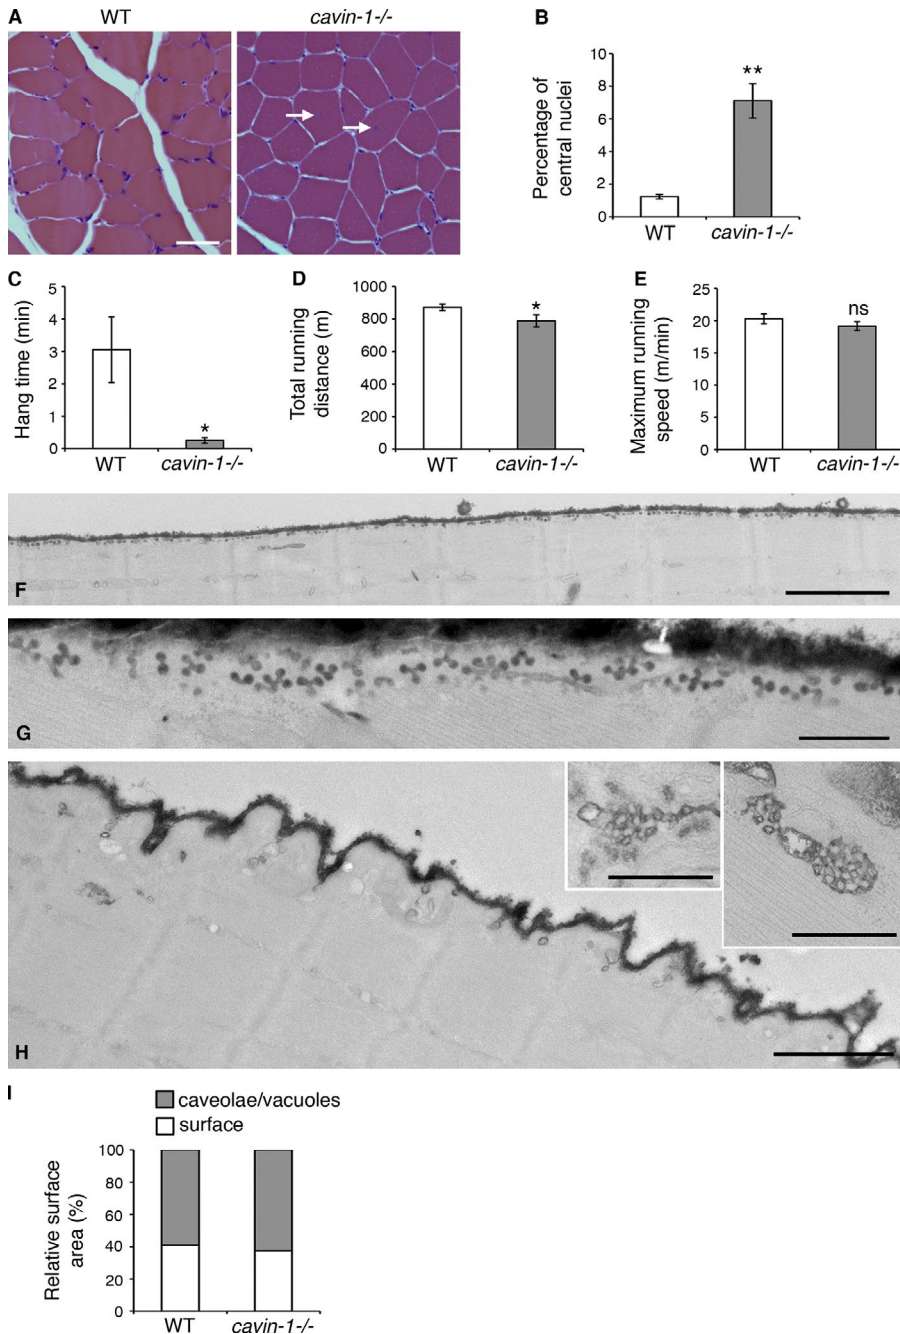 A
WT
cavin-1-/-
B
Percentage of
central nuclei
10
8
6
4
2
0
**
WT
cavin-1-/-
C
Hang time (min)
5
4
3
2
1
0
*
WT
cavin-1-/-
D
Total running
distance (m)
1000
800
600
400
200
0
*
WT
cavin-1-/-
E
Maximum running
speed (m/min)
25
20
15
10
5
0
ns
WT
cavin-1-/-
F
G
H
I
caveolae/vacuoles
surface
Relative surface
area (%)
100
80
60
40
20
0
WT
cavin-1-/-